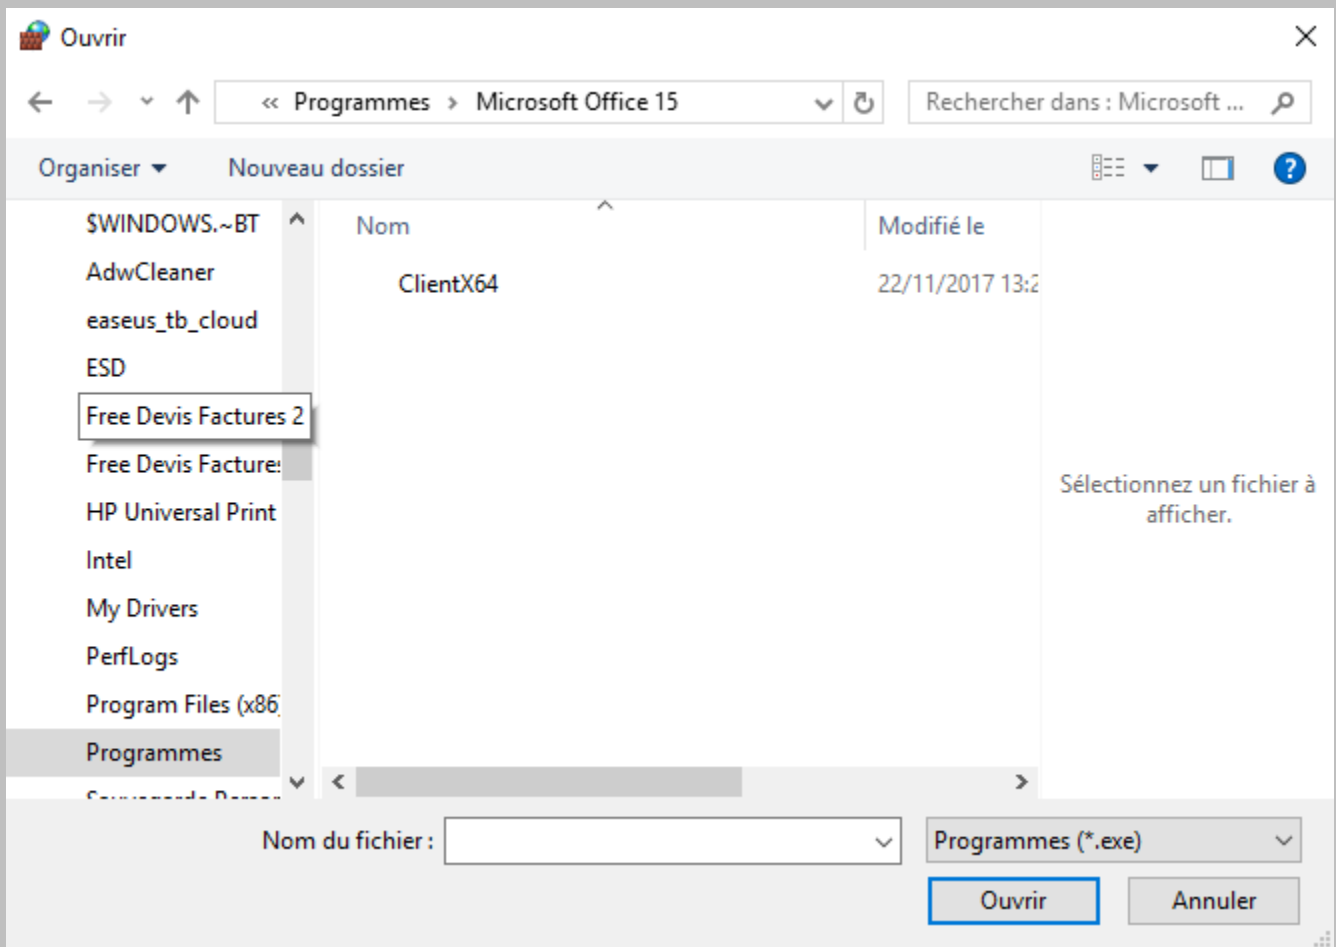 Ouvrir
« Programmes > Microsoft Office 15
Rechercher dans : Microsoft ...
Organiser
Nouveau dossier
$WINDOWS.~BT
AdwCleaner
easeus_tb_cloud
ESD
Free Devis Factures 2
Free Devis Factures
HP Universal Print
Intel
My Drivers
PerfLogs
Program Files (x86)
Programmes
Nom
Modifié le
ClientX64
22/11/2017 13:2
Sélectionnez un fichier à
afficher.
Nom du fichier :
Programmes (*.exe)
Ouvrir
Annuler